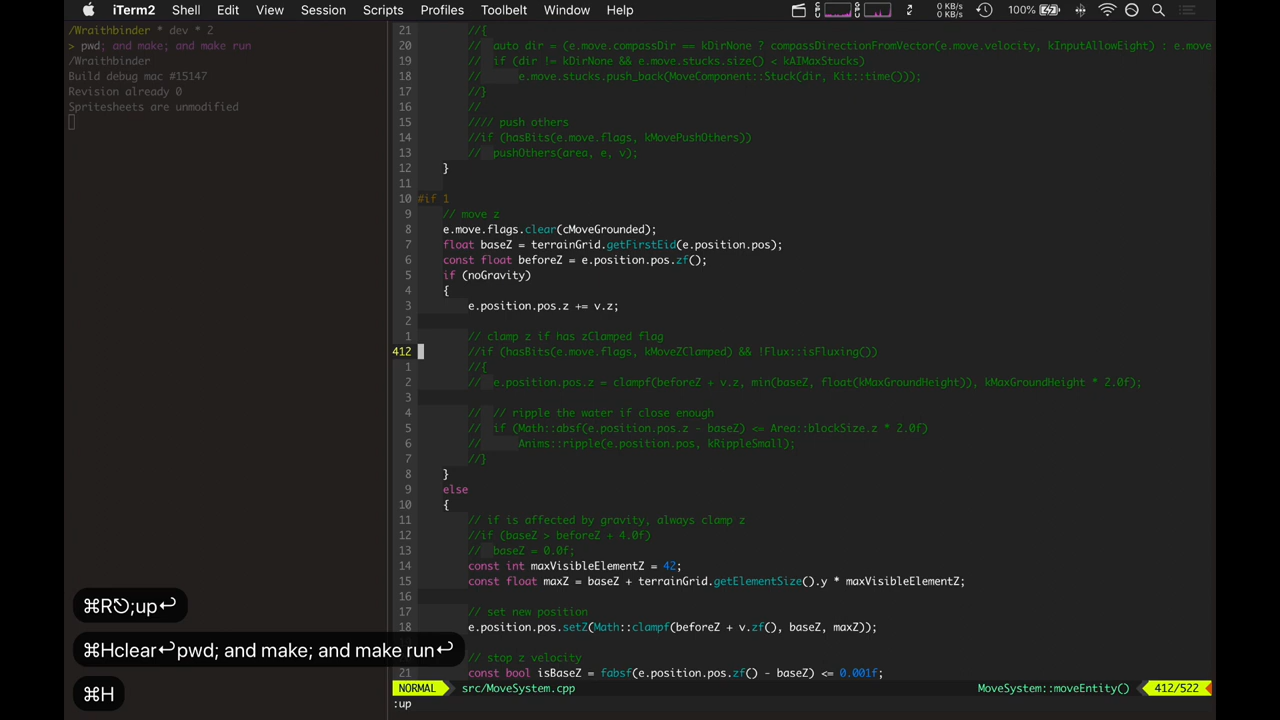 iTerm2 Shell Edit View Session Scripts Profiles Toolbelt Window Help 0 KB/s 0 KB/s 100%
/Wraithbinder * dev * 2
> pwd; and make; and make run
/Wraithbinder
Build debug mac #15147
Revision already 0
Spritesheets are unmodified
21 //{
20 // auto dir = (e.move.compassDir == kDirNone ? compassDirectionFromVector(e.move.velocity, kInputAllowEight) : e.move
19 // if (dir != kDirNone && e.move.stucks.size() < kAIMaxStucks)
18 // e.move.stucks.push_back(MoveComponent::Stuck(dir, Kit::time()));
17 //}
16 //
15 //// push others
14 //if (hasBits(e.move.flags, kMovePushOthers))
13 // pushOthers(area, e, v);
12 }
11
10 #if 1
9 // move z
8 e.move.flags.clear(cMoveGrounded);
7 float baseZ = terrainGrid.getFirstEid(e.position.pos);
6 const float beforeZ = e.position.pos.zf();
5 if (noGravity)
4 {
3 e.position.pos.z += v.z;
2
1 // clamp z if has zClamped flag
412 //if (hasBits(e.move.flags, kMoveZClamped) && !Flux::isFluxing())
1 //{
2 // e.position.pos.z = clampf(beforeZ + v.z, min(baseZ, float(kMaxGroundHeight)), kMaxGroundHeight * 2.0f);
3
4 // // ripple the water if close enough
5 // if (Math::absf(e.position.pos.z - baseZ) <= Area::blockSize.z * 2.0f)
6 // Anims::ripple(e.position.pos, kRippleSmall);
7 //}
8 }
9 else
10 {
11 // if is affected by gravity, always clamp z
12 //if (baseZ > beforeZ + 4.0f)
13 // baseZ = 0.0f;
14 const int maxVisibleElementZ = 42;
15 const float maxZ = baseZ + terrainGrid.getElementSize().y * maxVisibleElementZ;
16
17 // set new position
18 e.position.pos.setZ(Math::clampf(beforeZ + v.zf(), baseZ, maxZ));
// stop z velocity
21 const bool isBaseZ = fabsf(e.position.pos.zf() - baseZ) <= 0.001f;
NORMAL src/MoveSystem.cpp MoveSystem::moveEntity() 412/522
:up
⌘R⎋;up↩
⌘Hclear↩pwd; and make; and make run↩
⌘H